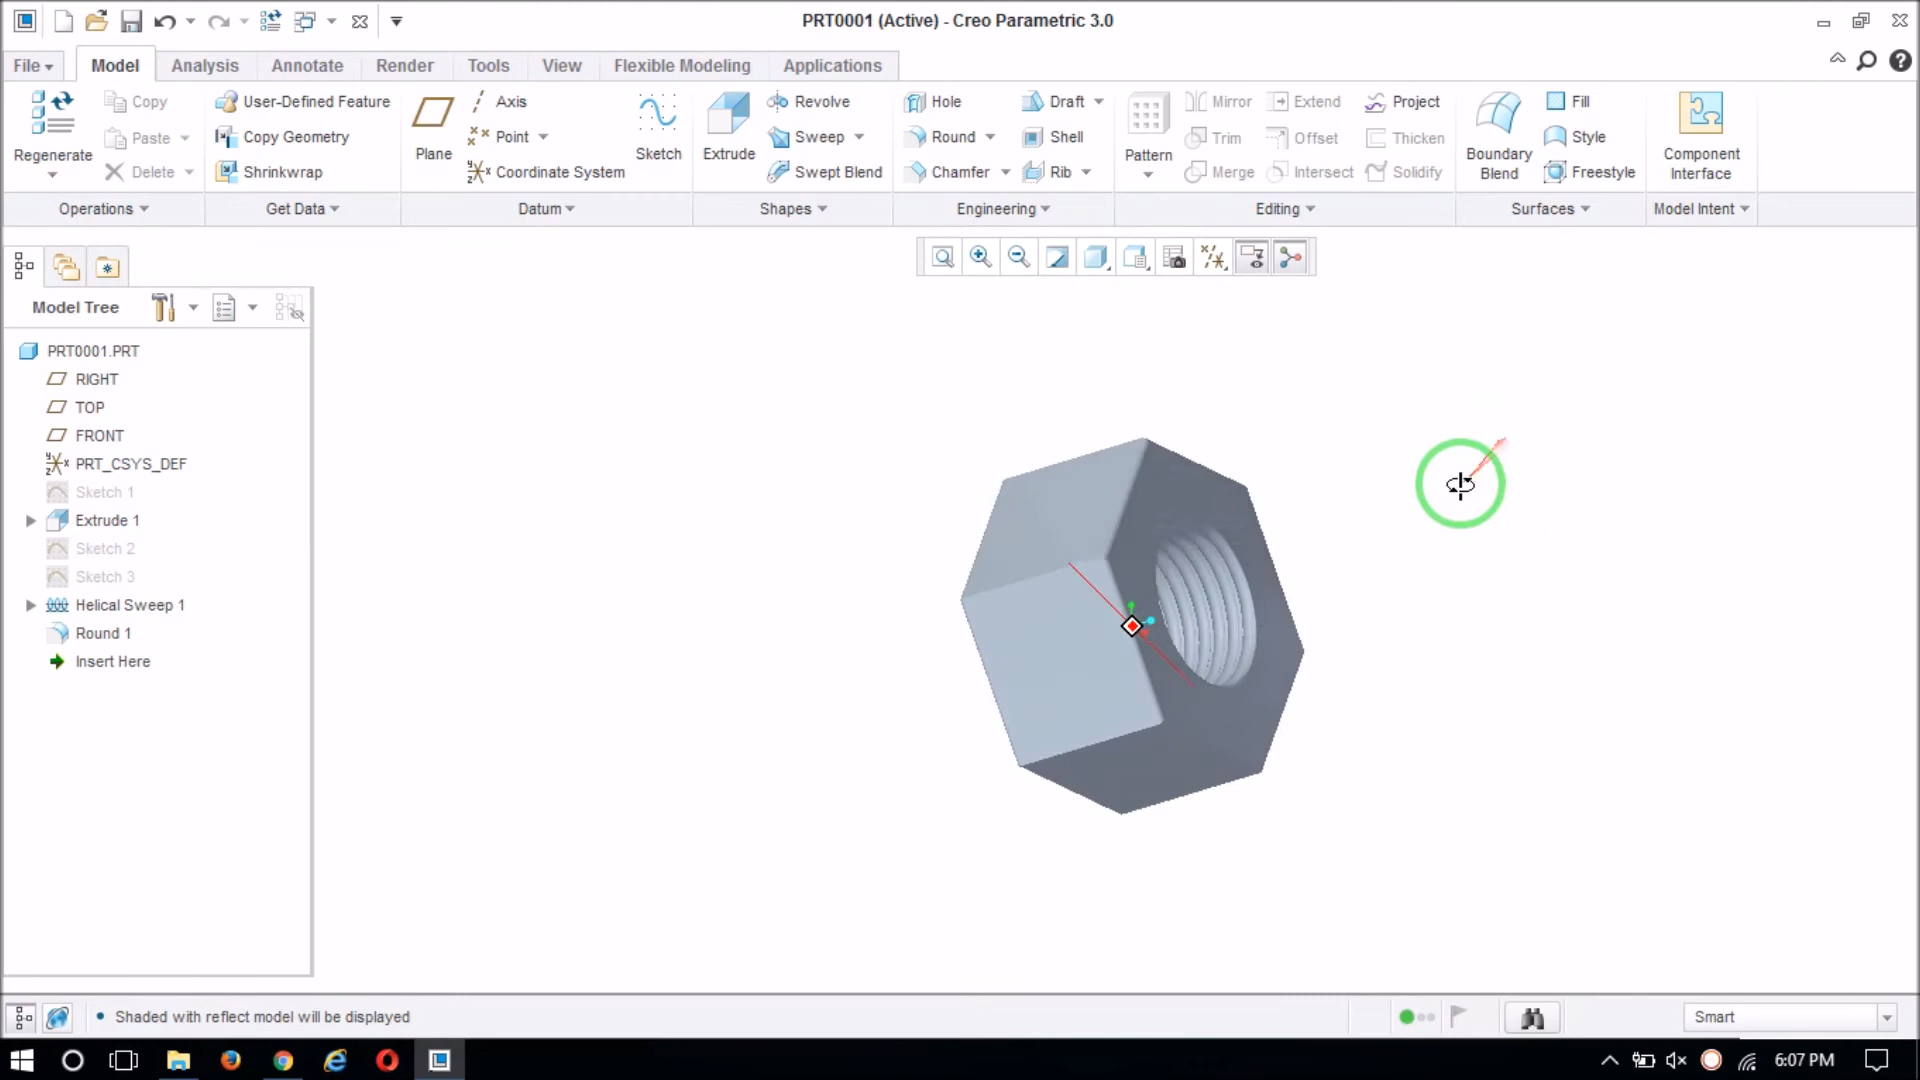 PRT0001 (Active) - Creo Parametric 3.0
File Model Analysis Annotate Render Tools View Flexible Modeling Applications
Regenerate
Copy
Paste
Delete
Operations
User-Defined Feature
Copy Geometry
Shrinkwrap
Get Data
Plane
Axis
Point
Coordinate System
Sketch
Datum
Extrude
Revolve
Sweep
Swept Blend
Shapes
Hole
Round
Chamfer
Draft
Shell
Rib
Engineering
Pattern
Mirror
Trim
Merge
Extend
Offset
Intersect
Project
Thicken
Solidify
Editing
Boundary
Blend
Fill
Style
Freestyle
Surfaces
Component
Interface
Model Intent
Model Tree
PRT0001.PRT
RIGHT
TOP
FRONT
PRT_CSYS_DEF
Sketch 1
Extrude 1
Sketch 2
Sketch 3
Helical Sweep 1
Round 1
Insert Here
Shaded with reflect model will be displayed
Smart
6:07 PM